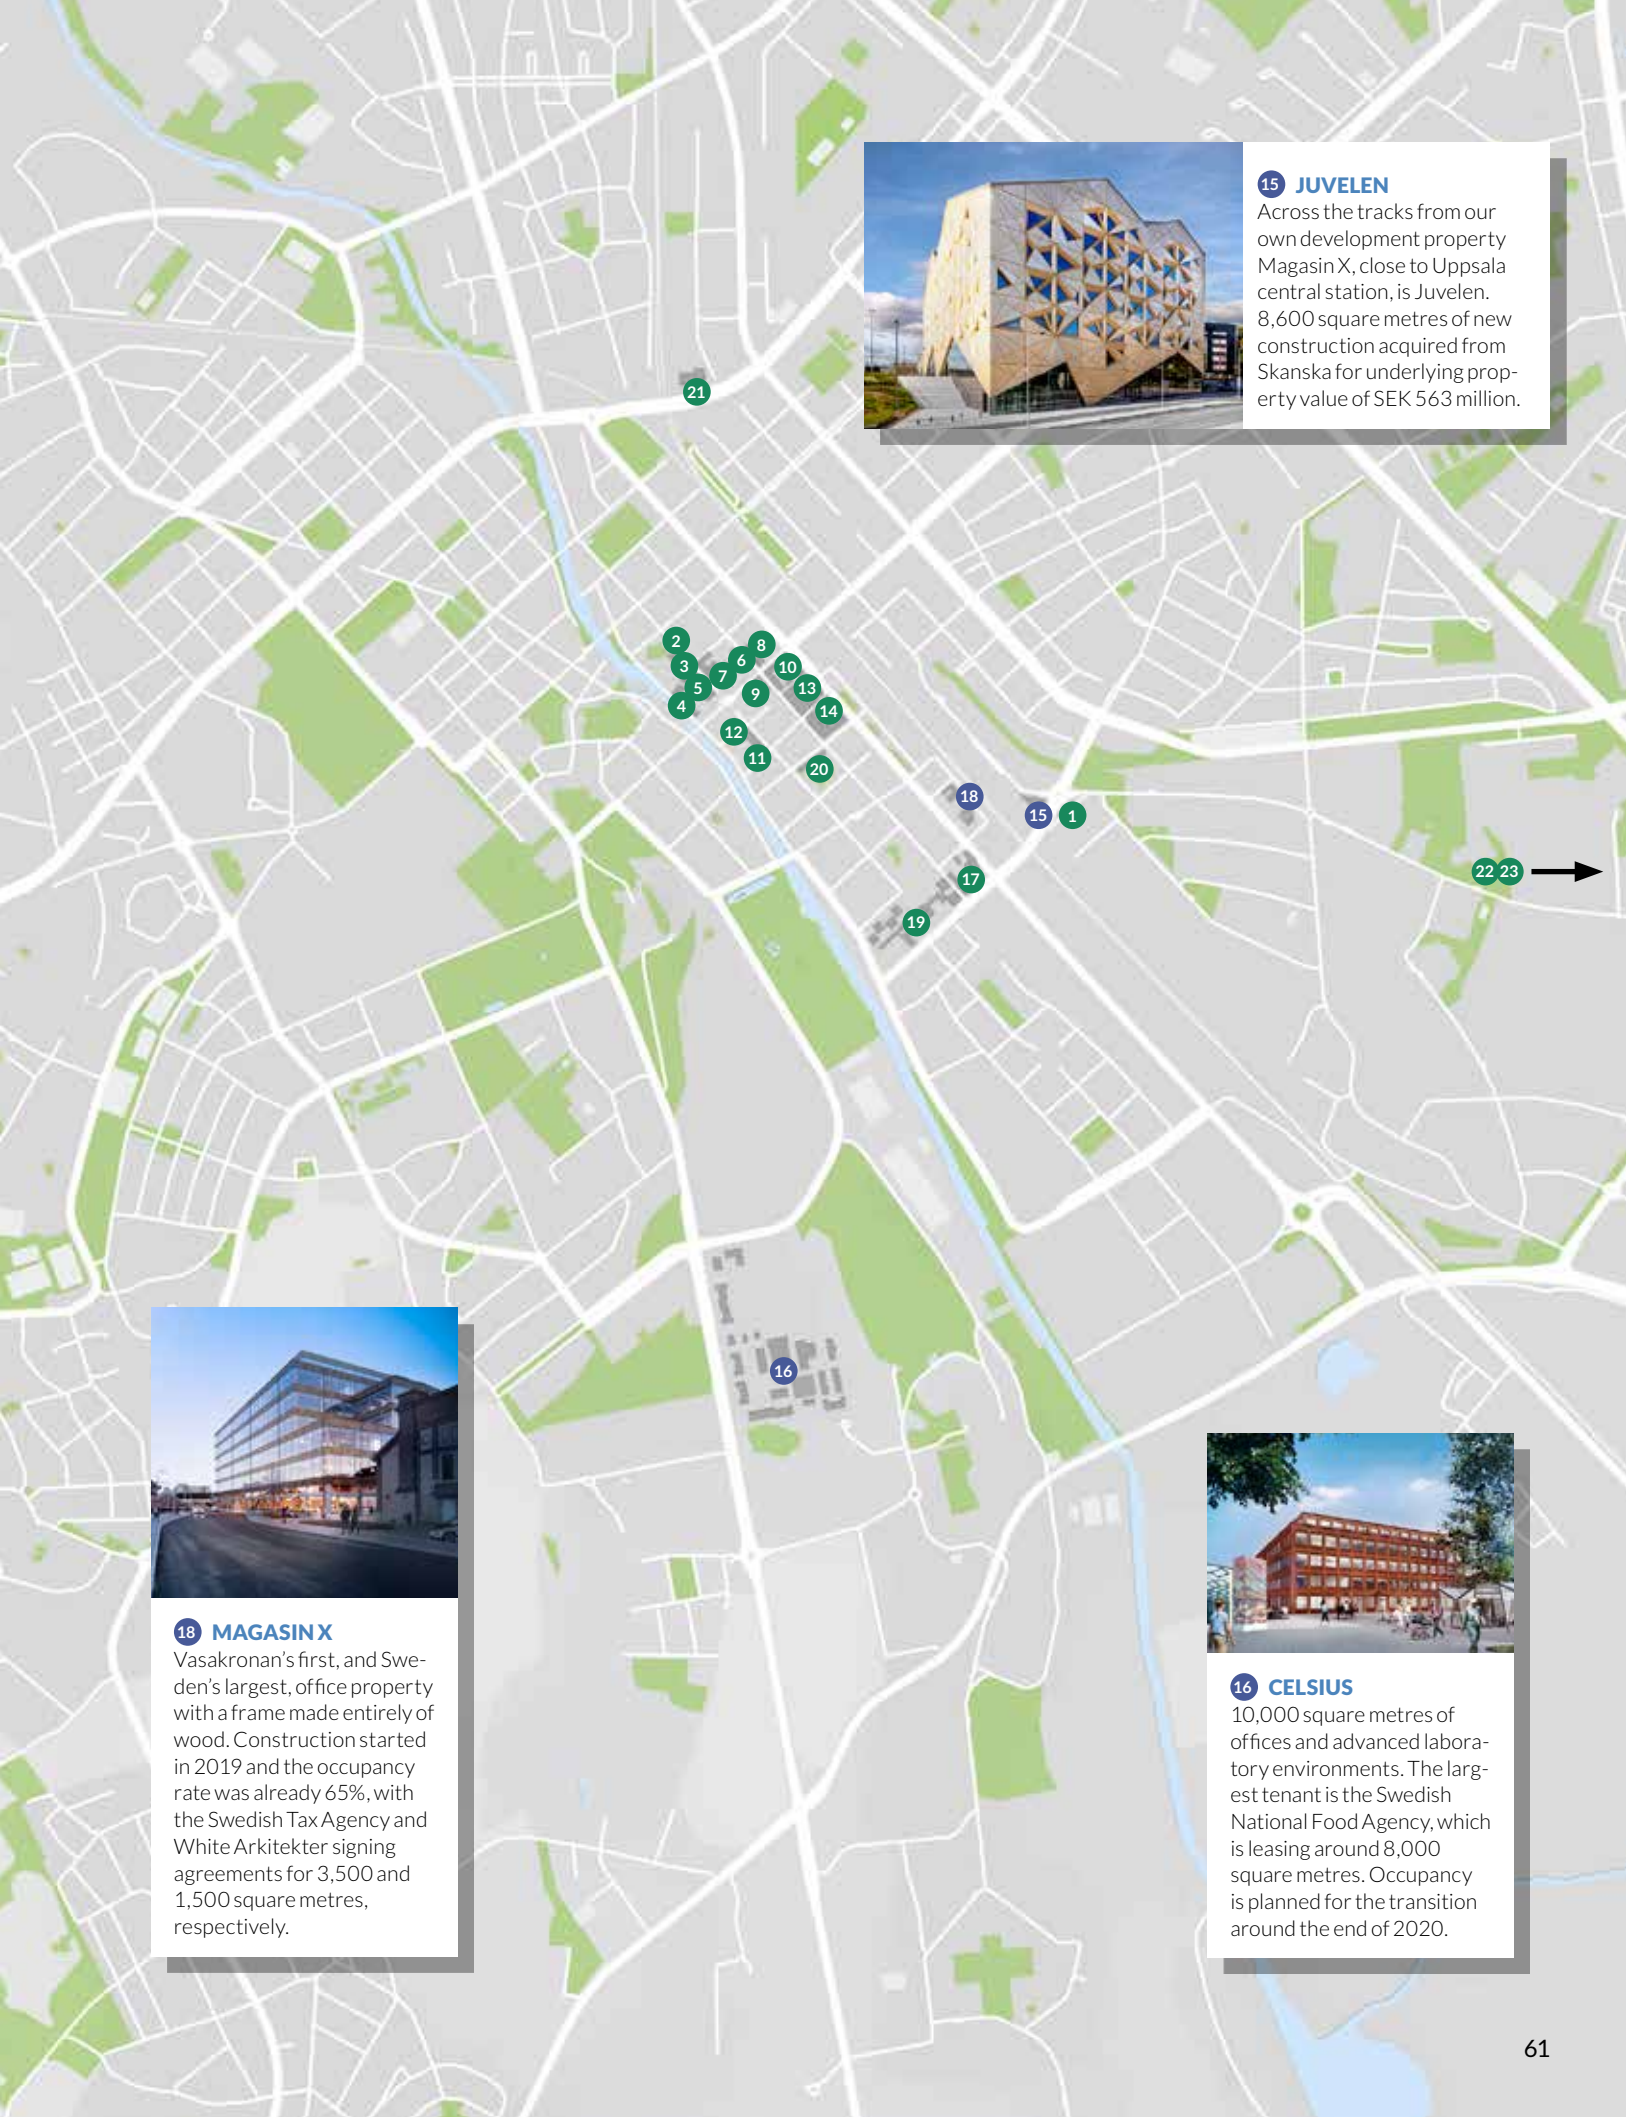 15 JUVELEN
Across the tracks from our
own development property
Magasin X, close to Uppsala
central station, is Juvelen.
8,600 square metres of new
construction acquired from
Skanska for underlying prop-
erty value of SEK 563 million.
21
2
8
3
6
10
7
5
13
9
4
14
12
11
20
18
15
1
22
23
17
19
16
18 MAGASIN X
Vasakronan’s first, and Swe-
den’s largest, office property
with a frame made entirely of
wood. Construction started
in 2019 and the occupancy
rate was already 65%, with
the Swedish Tax Agency and
White Arkitekter signing
agreements for 3,500 and
1,500 square metres,
respectively.
16 CELSIUS
10,000 square metres of
offices and advanced labora-
tory environments. The larg-
est tenant is the Swedish
National Food Agency, which
is leasing around 8,000
square metres. Occupancy
is planned for the transition
around the end of 2020.
61